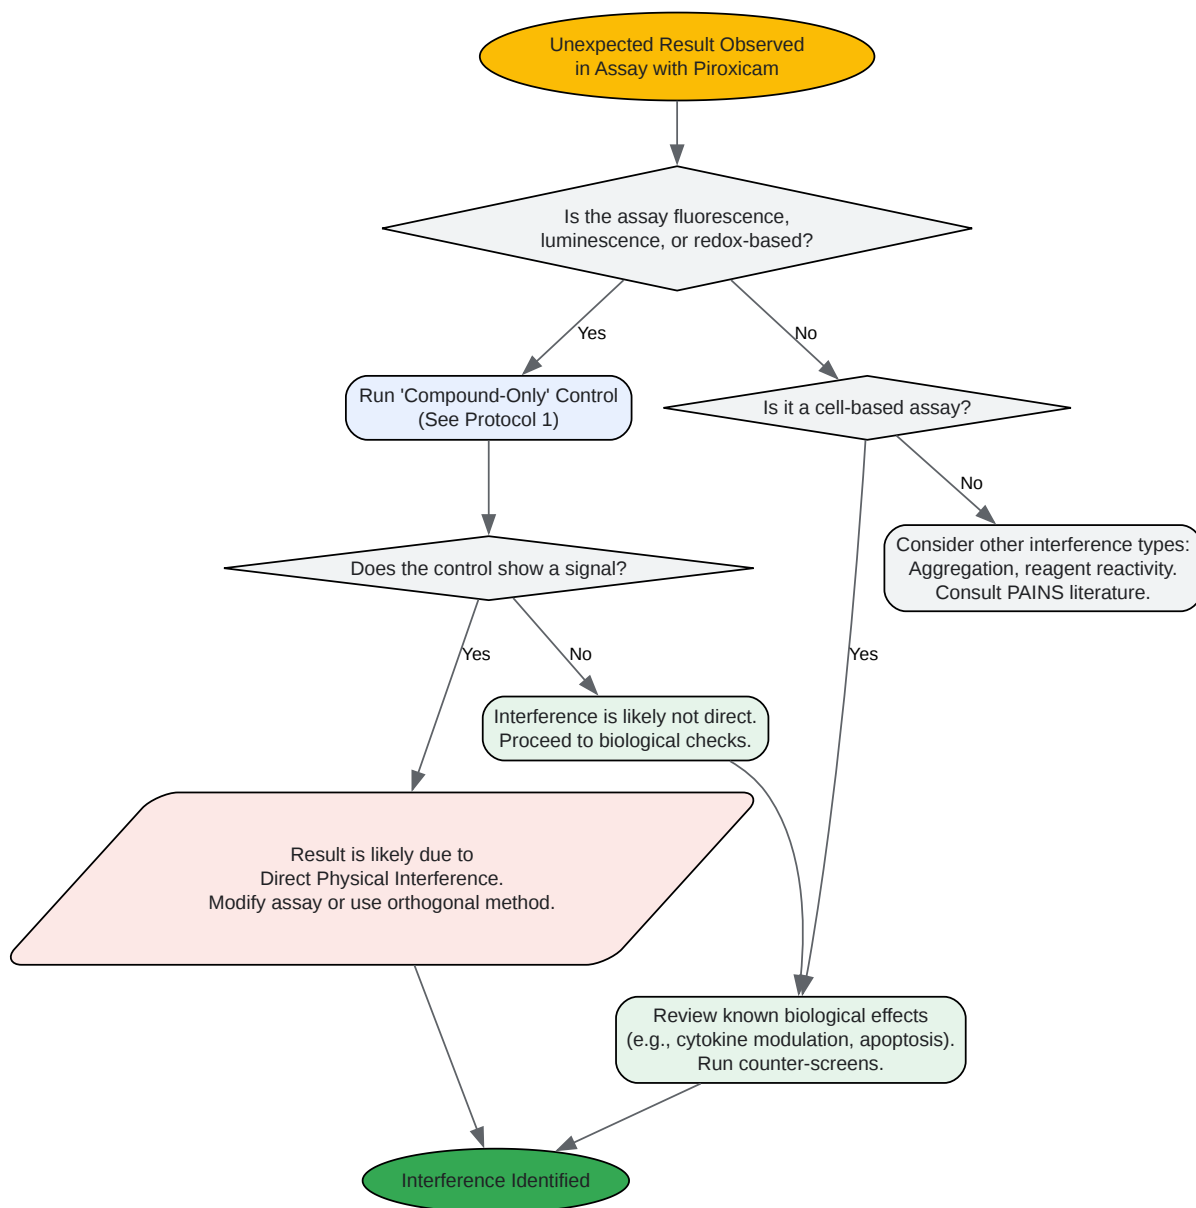 Unexpected Result Observed
in Assay with Piroxicam
Is the assay fluorescence,
luminescence, or redox-based?
Yes
No
Run 'Compound-Only' Control
(See Protocol 1)
Is it a cell-based assay?
No
Consider other interference types:
Aggregation, reagent reactivity.
Consult PAINS literature.
Does the control show a signal?
Yes
No
Yes
Interference is likely not direct.
Proceed to biological checks.
Result is likely due to
Direct Physical Interference.
Modify assay or use orthogonal method.
Review known biological effects
(e.g., cytokine modulation, apoptosis).
Run counter-screens.
Interference Identified